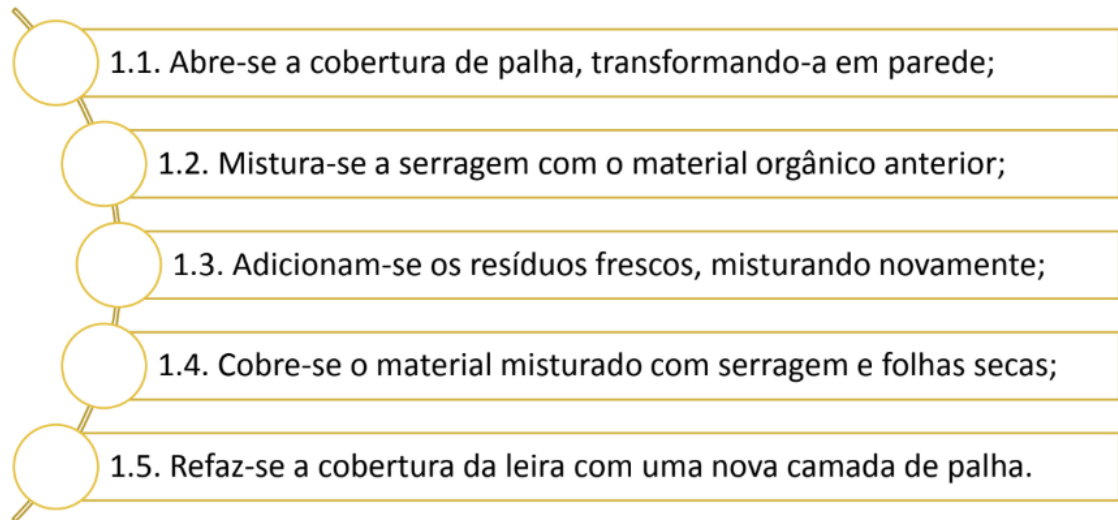 1.1. Abre-se a cobertura de palha, transformando-a em parede;
1.2. Mistura-se a serragem com o material orgânico anterior;
1.3. Adicionam-se os resíduos frescos, misturando novamente;
1.4. Cobre-se o material misturado com serragem e folhas secas;
1.5. Refaz-se a cobertura da leira com uma nova camada de palha.